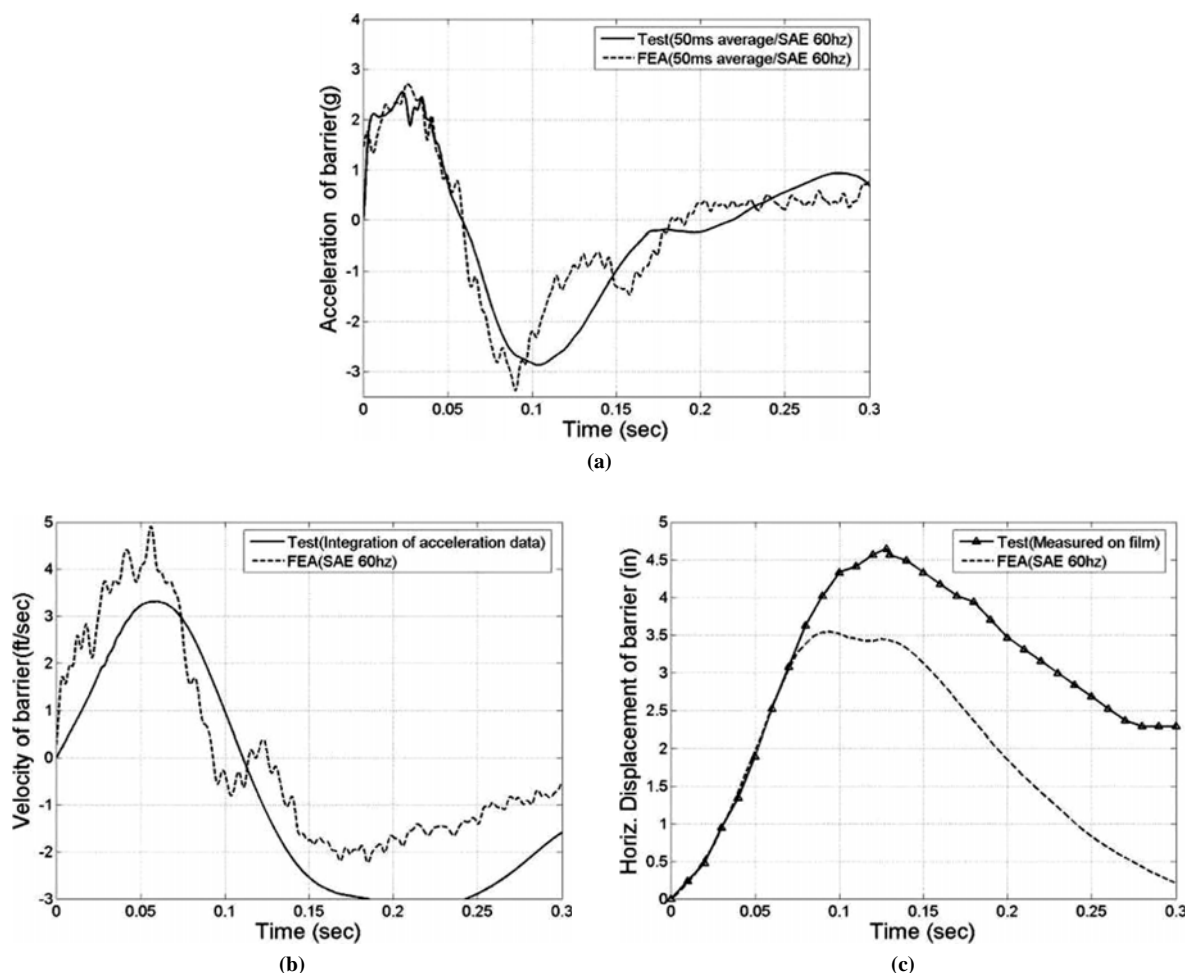 4
3
2
1
0
-1
-2
-3
Acceleration of barrier(g)
Test(50ms average/SAE 60hz)
FEA(50ms average/SAE 60hz)
0 0.05 0.1 0.15 0.2 0.25 0.3
Time (sec)
(a)
5
4
3
2
1
0
-1
-2
-3
Velocity of barrier(ft/sec)
Test(Integration of acceleration data)
FEA(SAE 60hz)
0 0.05 0.1 0.15 0.2 0.25 0.3
Time (sec)
(b)
5
4.5
4
3.5
3
2.5
2
1.5
1
0.5
0
Horiz. Displacement of barrier (in)
Test(Measured on film)
FEA(SAE 60hz)
0 0.05 0.1 0.15 0.2 0.25 0.3
Time (sec)
(c)